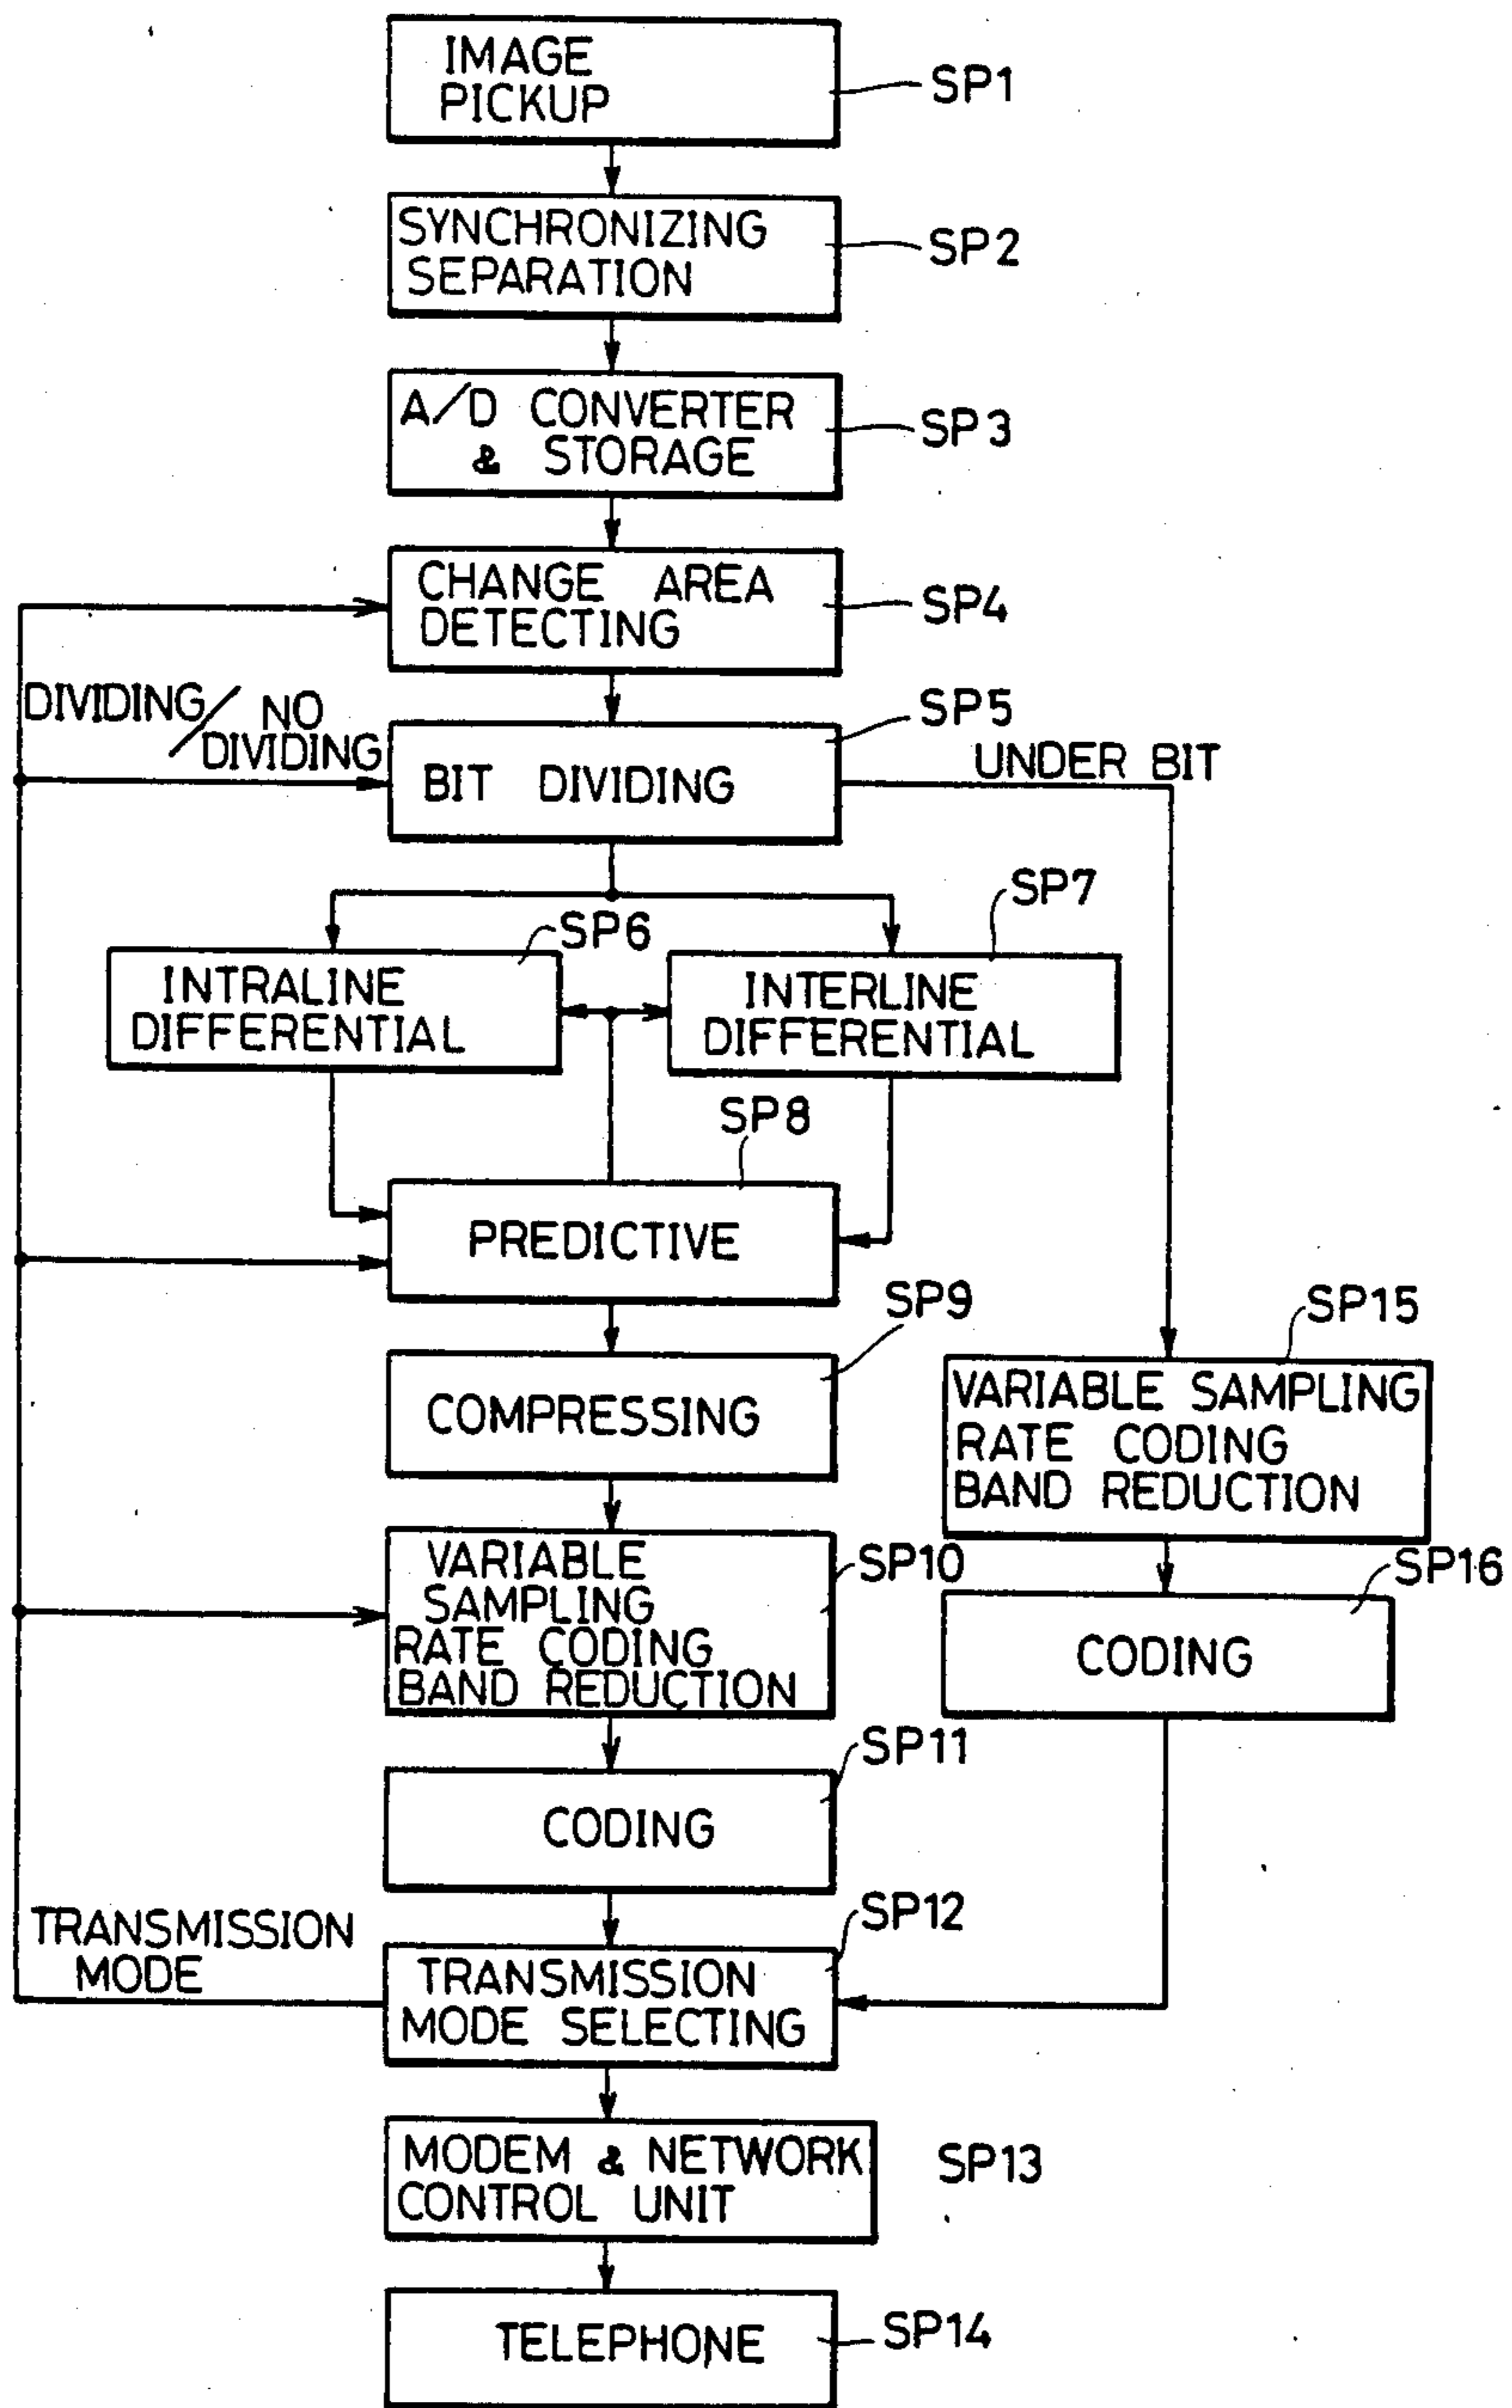 IMAGE
PICKUP
SP1
SYNCHRONIZING
SEPARATION
SP2
A/D CONVERTER
& STORAGE
SP3
CHANGE AREA
DETECTING
SP4
DIVIDING/NO
DIVIDING
BIT DIVIDING
SP5
UNDER BIT
INTRALINE
DIFFERENTIAL
SP6
INTERLINE
DIFFERENTIAL
SP7
PREDICTIVE
SP8
COMPRESSING
SP9
VARIABLE
SAMPLING
RATE CODING
BAND REDUCTION
SP10
VARIABLE SAMPLING
RATE CODING
BAND REDUCTION
SP15
CODING
SP16
CODING
SP11
TRANSMISSION
MODE
TRANSMISSION
MODE SELECTING
SP12
MODEM & NETWORK
CONTROL UNIT
SP13
TELEPHONE
SP14